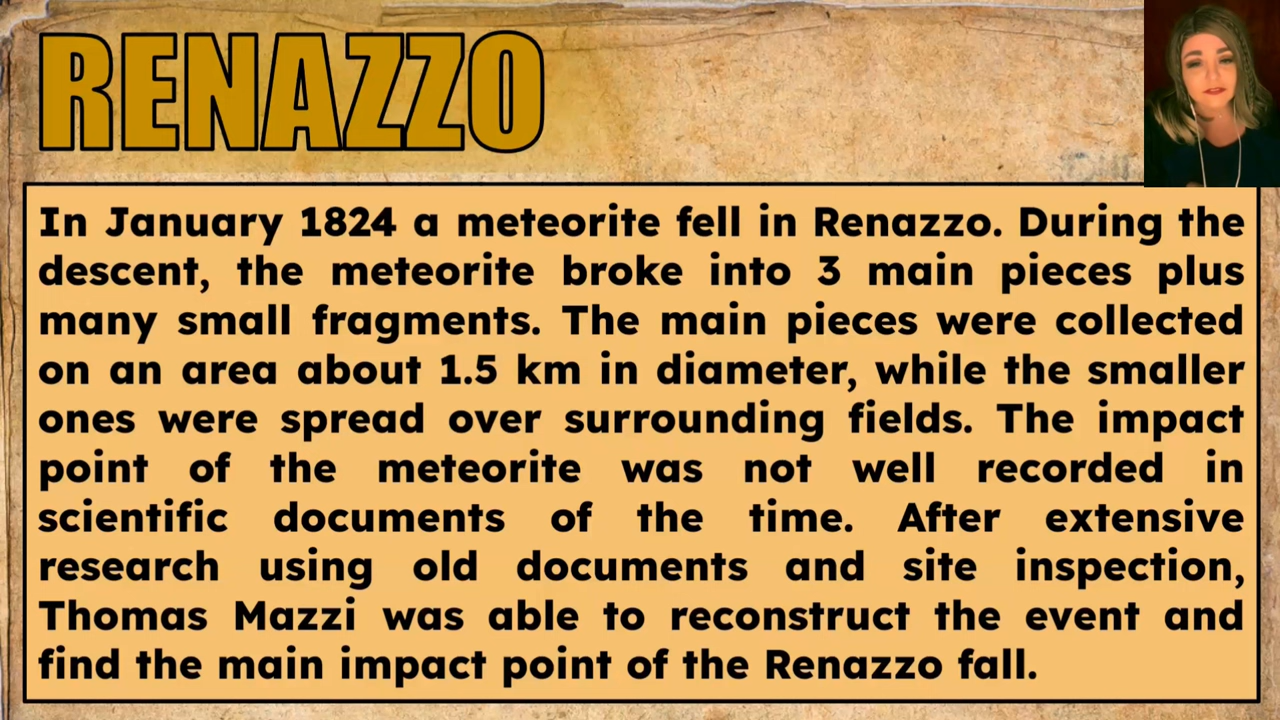 RENAZZO
In January 1824 a meteorite fell in Renazzo. During the
descent, the meteorite broke into 3 main pieces plus
many small fragments. The main pieces were collected
on an area about 1.5 km in diameter, while the smaller
ones were spread over surrounding fields. The impact
point of the meteorite was not well recorded in
scientific documents of the time. After extensive
research using old documents and site inspection,
Thomas Mazzi was able to reconstruct the event and
find the main impact point of the Renazzo fall.